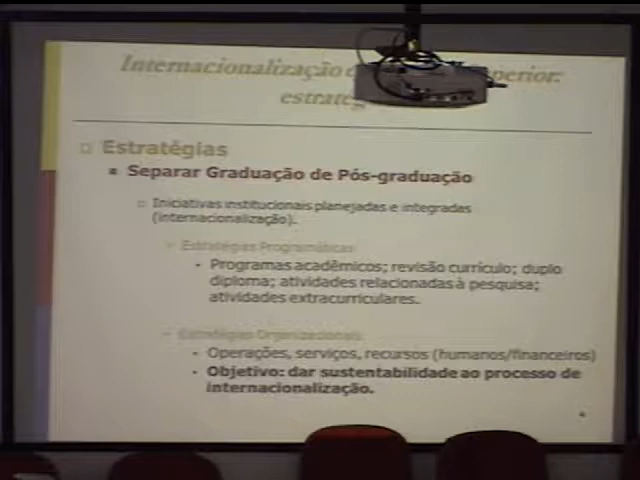 Internacionalização perior:
estrateg
Estratégias
Separar Graduação de Pós-graduação
Iniciativas institucionais planejadas e integradas
(internacionalização).
Estratégias Programáticas
Programas acadêmicos; revisão currículo; duplo
diploma; atividades relacionadas à pesquisa;
atividades extracurriculares.
Estratégias Organizacionais
Operações, serviços, recursos (humanos/financeiros)
Objetivo: dar sustentabilidade ao processo de
internacionalização.